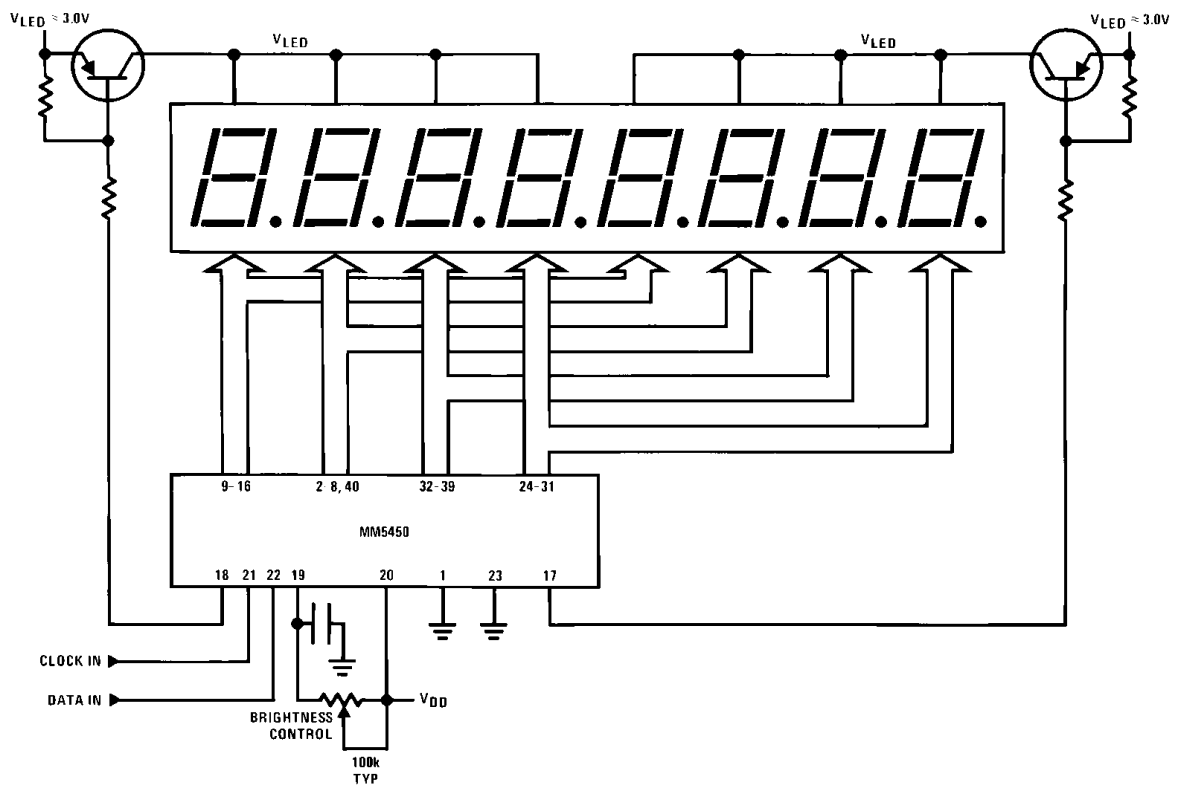 VLED ≈ 3.0V
VLED
VLED
VLED ≈ 3.0V
9-16
2-8, 40
32-39
24-31
MM5450
18
21
22
19
20
1
23
17
CLOCK IN
DATA IN
VDD
BRIGHTNESS
CONTROL
100k
TYP